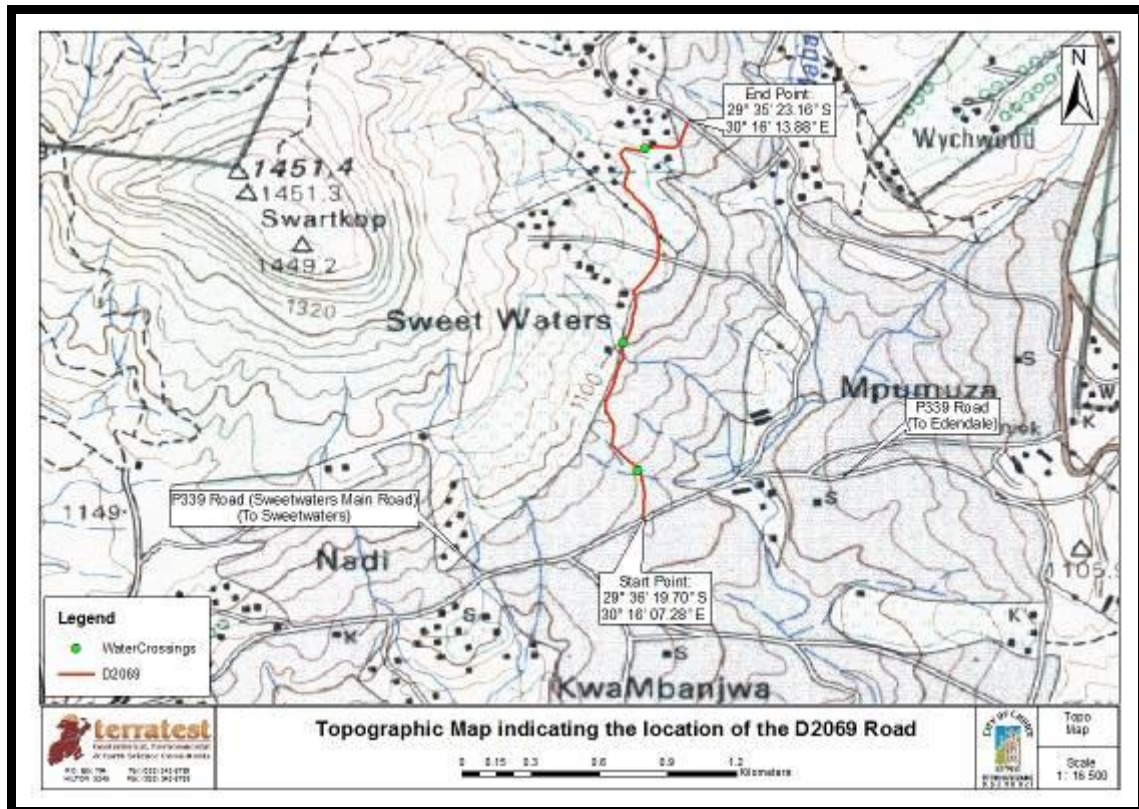 N
End Point:
29° 35' 23.16" S
30° 16' 13.88" E
Wychwood
1451,4
1451.3
Swartkop
1449.2
1320
Sweet Waters
1100
Mpumuza
S
W
K
P339 Road
(To Edendale)
P339 Road (Sweetwaters Main Road)
(To Sweetwaters)
1149
S
Nadi
Start Point:
29° 36' 19.70" S
30° 16' 07.28" E
S
K
K
S
KwaMbanjwa
Legend
WaterCrossings
D2069
terratest
Topographic Map indicating the location of the D2069 Road
0 0.15 0.3 0.6 0.9 1.2
Kilometers
Topo
Map
Scale
1: 16 500